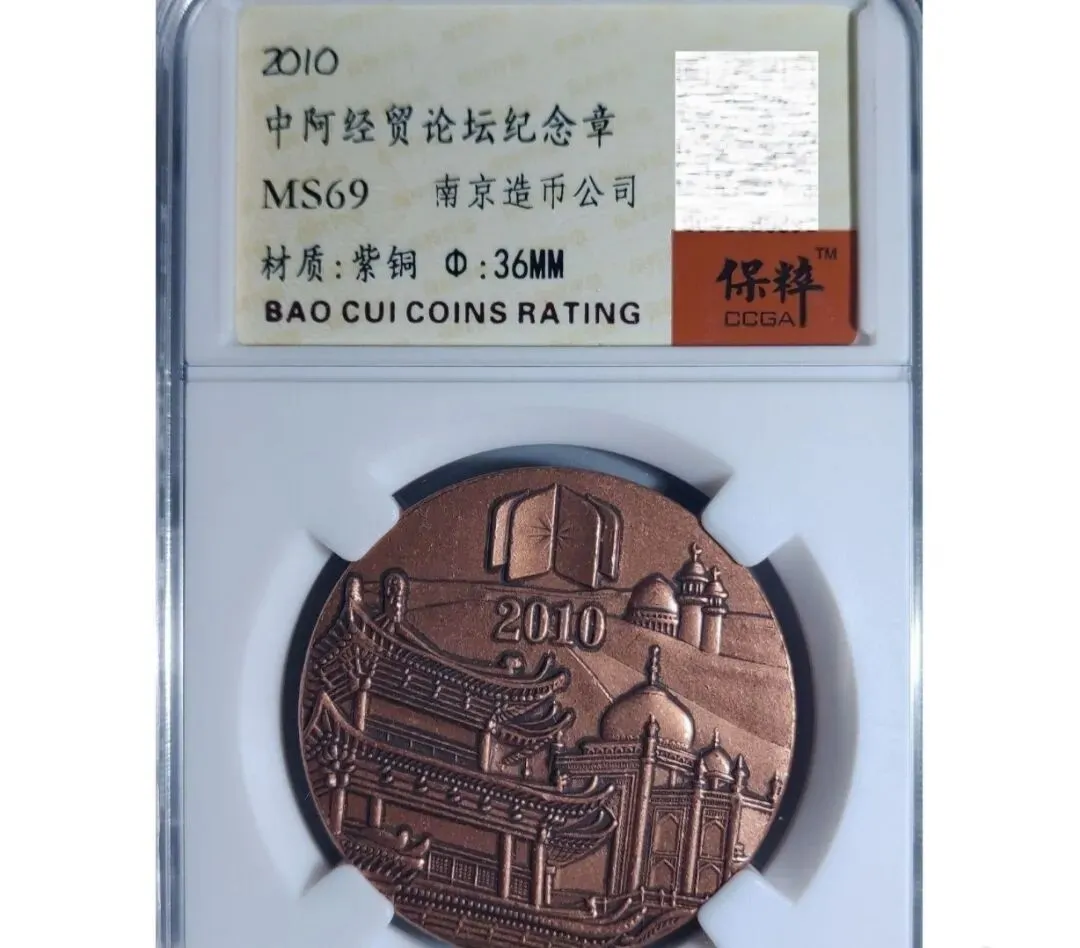 2010
中阿经贸论坛纪念章
MS69 南京造币公司
材质:紫铜 Φ:36MM
BAO CUI COINS RATING
保粹™
CCGA
2010